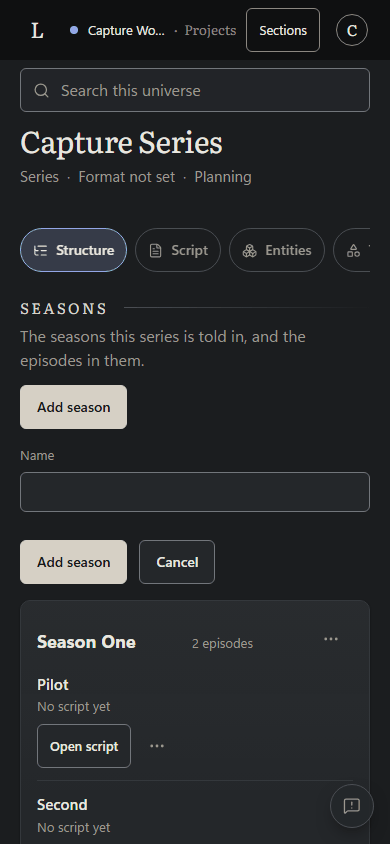 L
Capture Wo... · Projects
Sections
C
Search this universe
Capture Series
Series · Format not set · Planning
Structure
Script
Entities
SEASONS
The seasons this series is told in, and the
episodes in them.
Add season
Name
Add season
Cancel
Season One
2 episodes
Pilot
No script yet
Open script
Second
No script yet